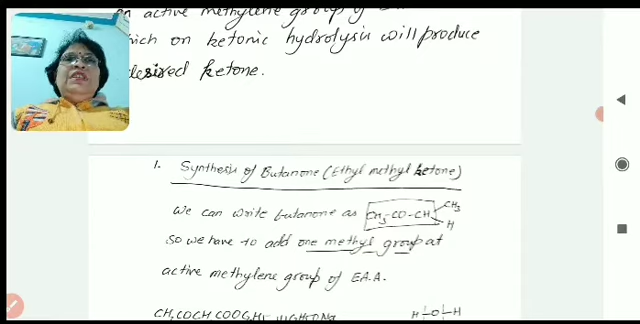 an active methylene group of
which on ketonic hydrolysis will produce
desired ketone.
1. Synthesis of Butanone (Ethyl methyl ketone)
We can write butanone as CH3-CO-CH CH3 H
So we have to add one methyl group at
active methylene group of E.A.A.
H O H